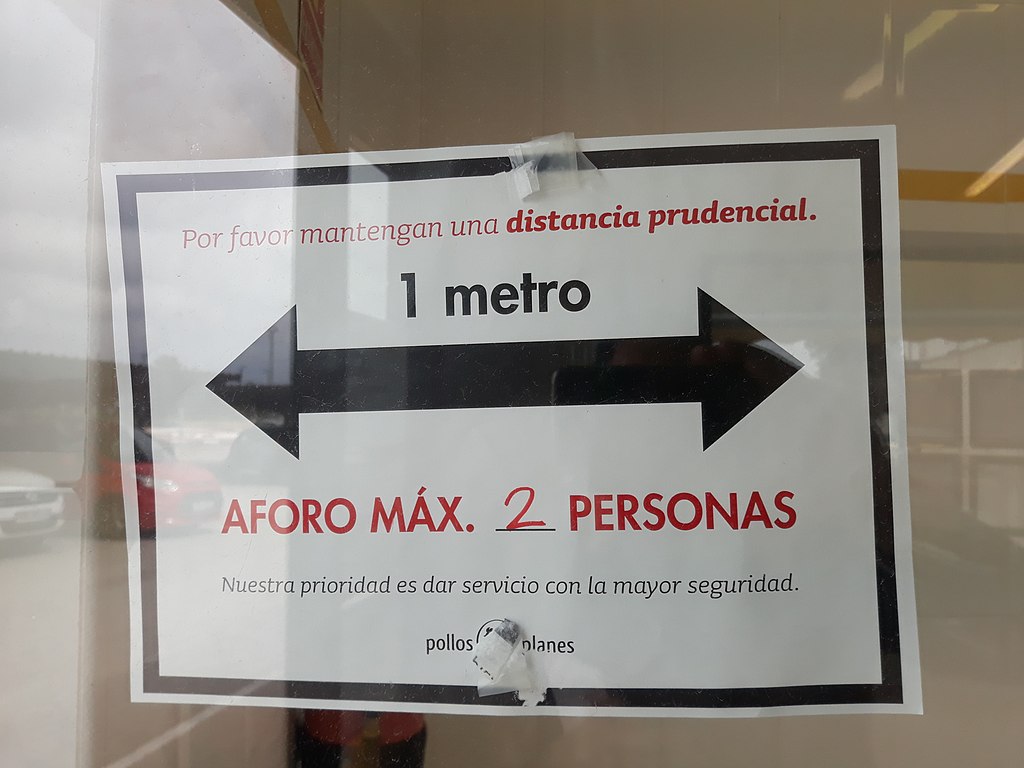 Por favor mantengan una distancia prudencial.
1 metro
AFORO MÁX. 2 PERSONAS
Nuestra prioridad es dar servicio con la mayor seguridad.
pollos planes